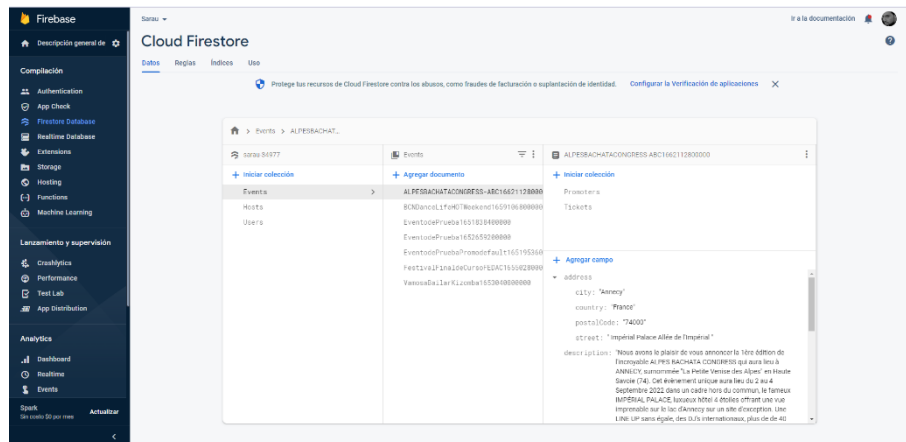 Firebase
Sarau
Ir a la documentación
Descripción general de
Cloud Firestore
Datos Reglas Índices Uso
Compilación
Protege tus recursos de Cloud Firestore contra los abusos, como fraudes de facturación o suplantación de identidad. Configurar la Verificación de aplicaciones
Authentication
App Check
Firestore Database
Realtime Database
Extensions
Storage
Hosting
Functions
Machine Learning
Lanzamiento y supervisión
Crashlytics
Performance
Test Lab
App Distribution
Analytics
Dashboard
Realtime
Events
Spark
Sin costo $0 por mes
Actualizar
Events > ALPESBACHAT...
sarau-84977
Iniciar colección
Events
Hosts
Users
Events
Agregar documento
ALPESBACHATACONGRESS-ABC16621128000
BCNDanceLifeHOTWeekend1659106800000
EventodePrueba1651838400000
EventodePrueba1652659200000
EventodePruebaPromodefault165195360
FestivalFinaldeCursoFEDAC1655028000
VamosaBailarKizomba1653040800000
ALPESBACHATACONGRESS-ABC1662112800000
Iniciar colección
Promoters
Tickets
Agregar campo
address
city: "Annecy"
country: "France"
postalCode: "74000"
street: " Impérial Palace Allée de l'Impérial "
description: "Nous avons le plaisir de vous annoncer la 1ère édition de
l'incroyable ALPES BACHATA CONGRESS qui aura lieu à
ANNECY, surnommée "La Petite Venise des Alpes" en Haute
Savoie (74). Cet évènement unique aura lieu du 2 au 4
Septembre 2022 dans un cadre hors du commun, le fameux
IMPÉRIAL PALACE, luxueux hôtel 4 étoiles offrant une vue
imprenable sur le lac d'Annecy sur un site d'exception. Une
LINE UP sans égale, des DJ's internationaux, plus de de 40